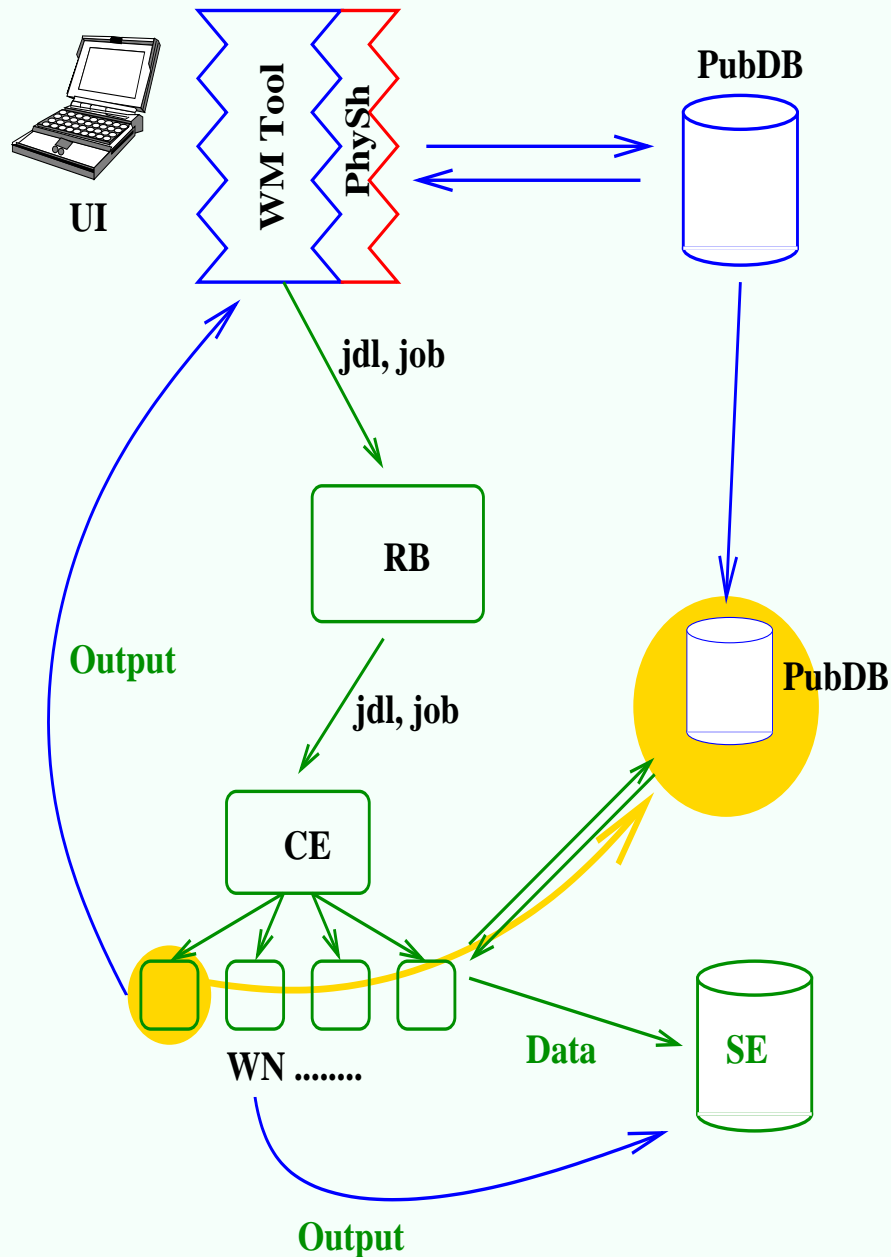 WM Tool
PhySh
PubDB
UI
jdl, job
RB
Output
PubDB
jdl, job
CE
Data
SE
WN ........
Output